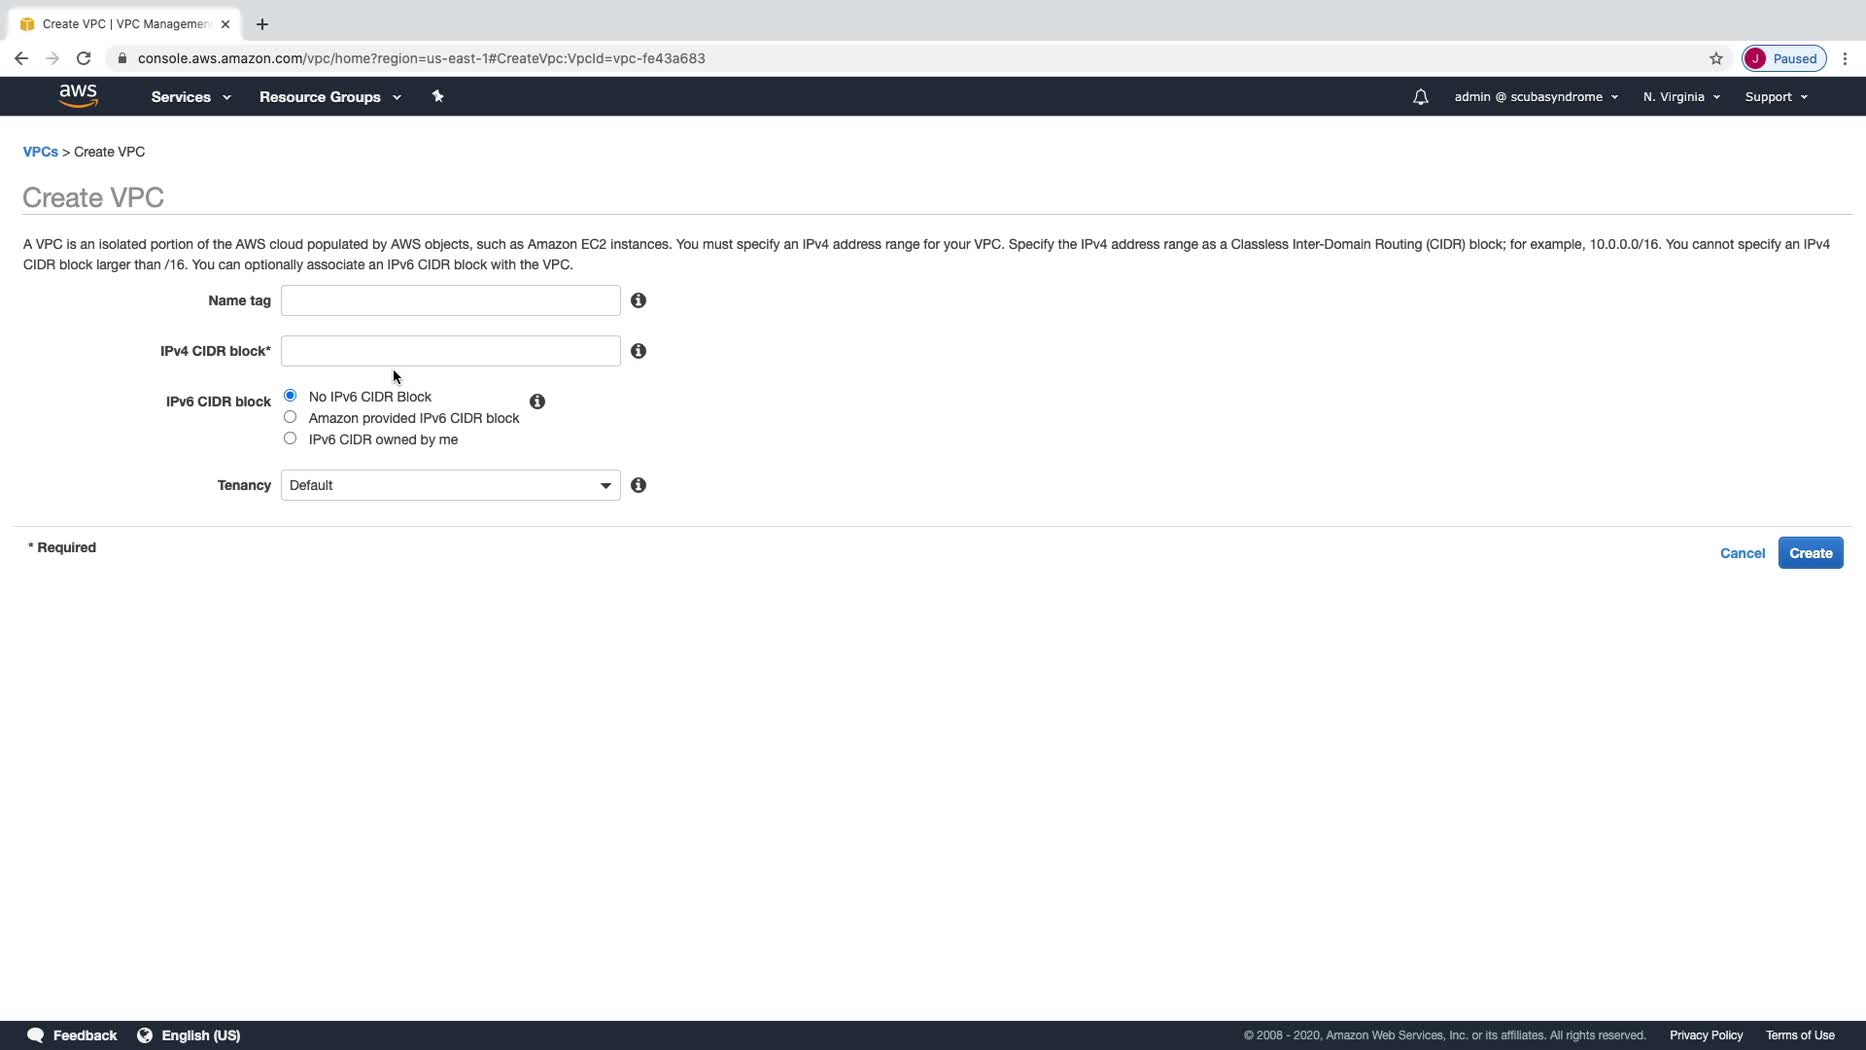 Create VPC | VPC Managemen
console.aws.amazon.com/vpc/home?region=us-east-1#CreateVpc:VpcId=vpc-fe43a683
J Paused
aws Services Resource Groups admin @ scubasyndrome N. Virginia Support
VPCs > Create VPC
Create VPC
A VPC is an isolated portion of the AWS cloud populated by AWS objects, such as Amazon EC2 instances. You must specify an IPv4 address range for your VPC. Specify the IPv4 address range as a Classless Inter-Domain Routing (CIDR) block; for example, 10.0.0.0/16. You cannot specify an IPv4
CIDR block larger than /16. You can optionally associate an IPv6 CIDR block with the VPC.
Name tag
IPv4 CIDR block*
IPv6 CIDR block No IPv6 CIDR Block
Amazon provided IPv6 CIDR block
IPv6 CIDR owned by me
Tenancy Default
* Required
Cancel Create
Feedback English (US) © 2008 - 2020, Amazon Web Services, Inc. or its affiliates. All rights reserved. Privacy Policy Terms of Use